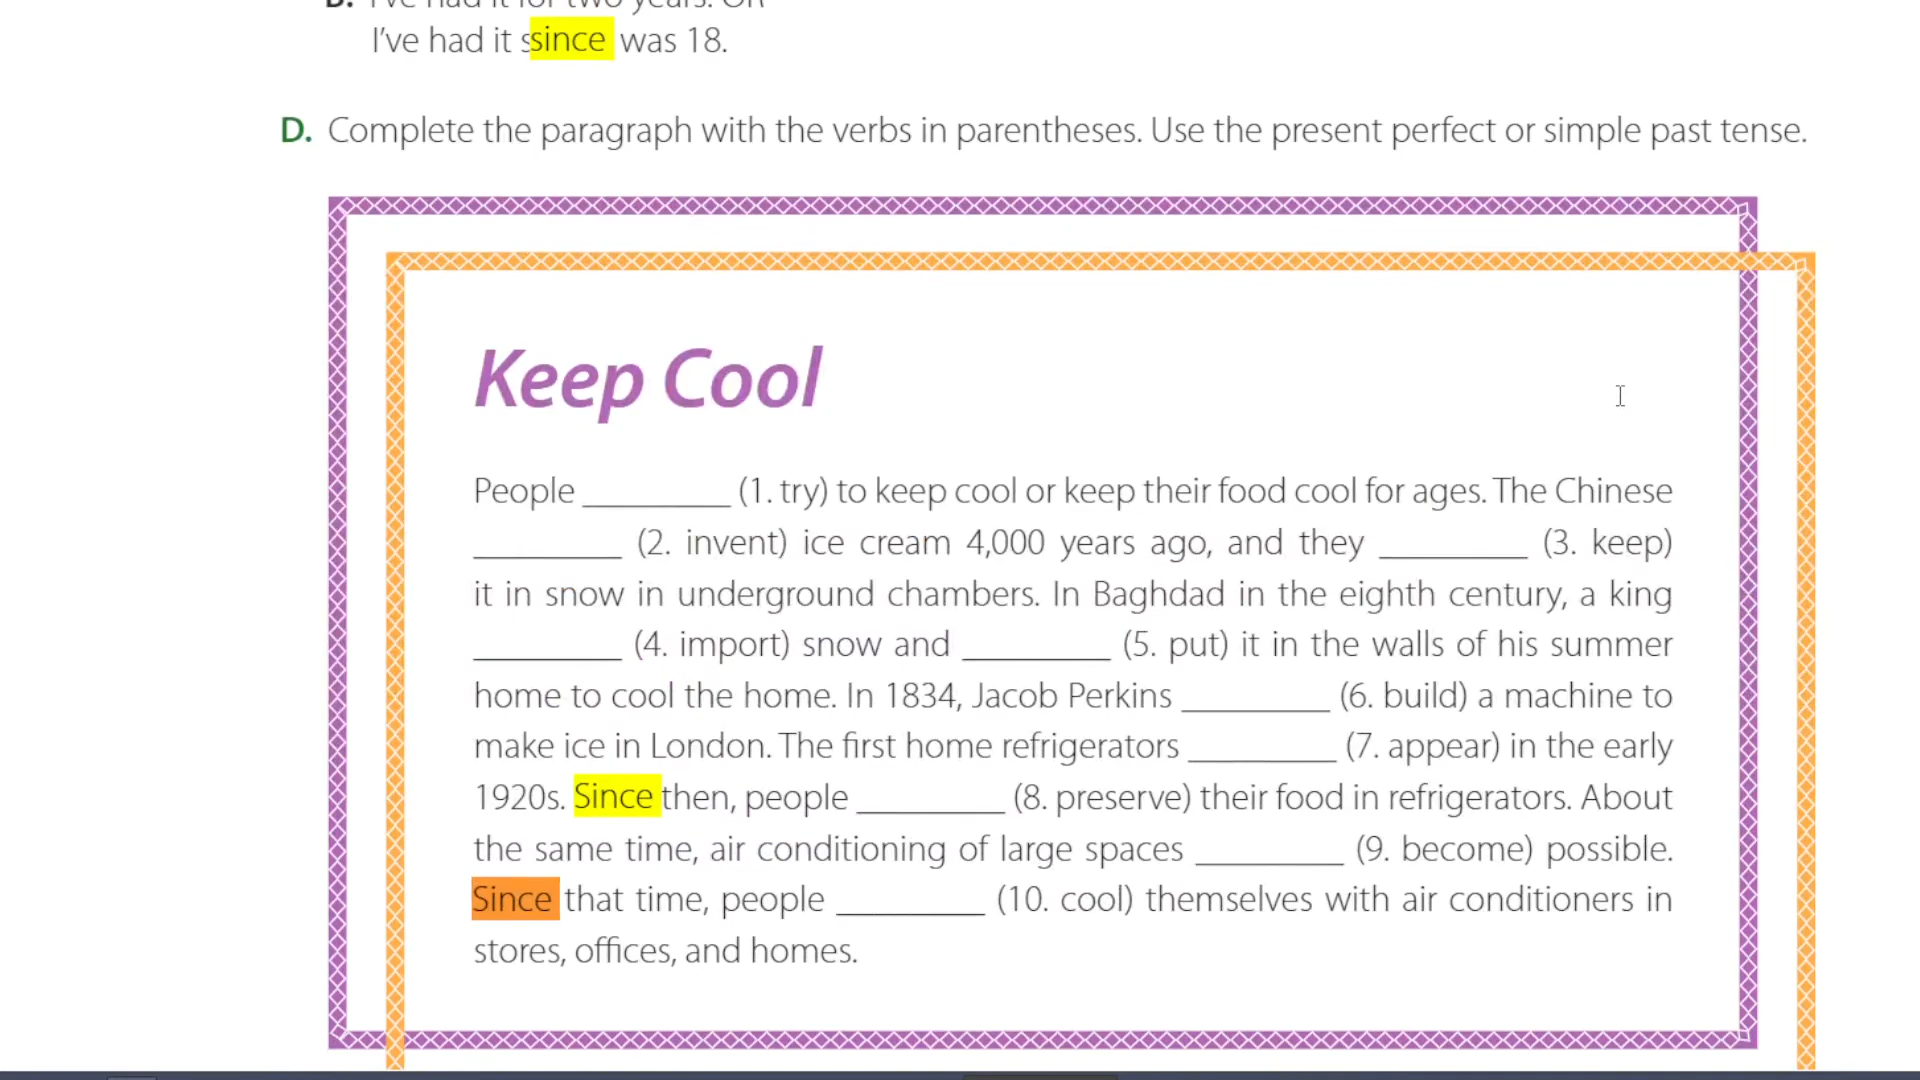 B. I've had it for two years. OR
I've had it since was 18.
D. Complete the paragraph with the verbs in parentheses. Use the present perfect or simple past tense.
Keep Cool
People _________ (1. try) to keep cool or keep their food cool for ages. The Chinese
_________ (2. invent) ice cream 4,000 years ago, and they _________ (3. keep)
it in snow in underground chambers. In Baghdad in the eighth century, a king
_________ (4. import) snow and _________ (5. put) it in the walls of his summer
home to cool the home. In 1834, Jacob Perkins _________ (6. build) a machine to
make ice in London. The first home refrigerators _________ (7. appear) in the early
1920s. Since then, people _________ (8. preserve) their food in refrigerators. About
the same time, air conditioning of large spaces _________ (9. become) possible.
Since that time, people _________ (10. cool) themselves with air conditioners in
stores, offices, and homes.